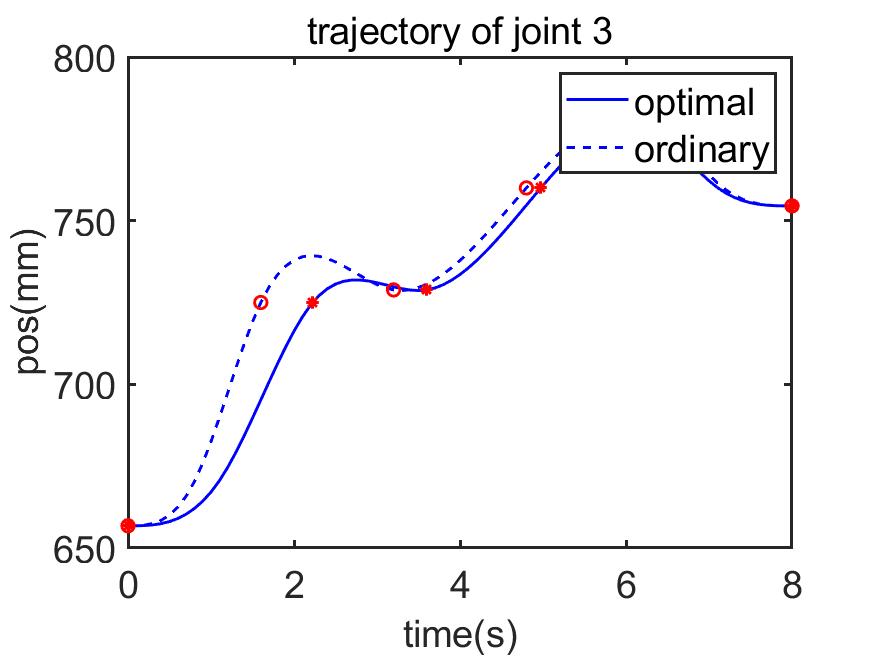 trajectory of joint 3
800
750
700
650
pos(mm)
optimal
ordinary
0 2 4 6 8
time(s)